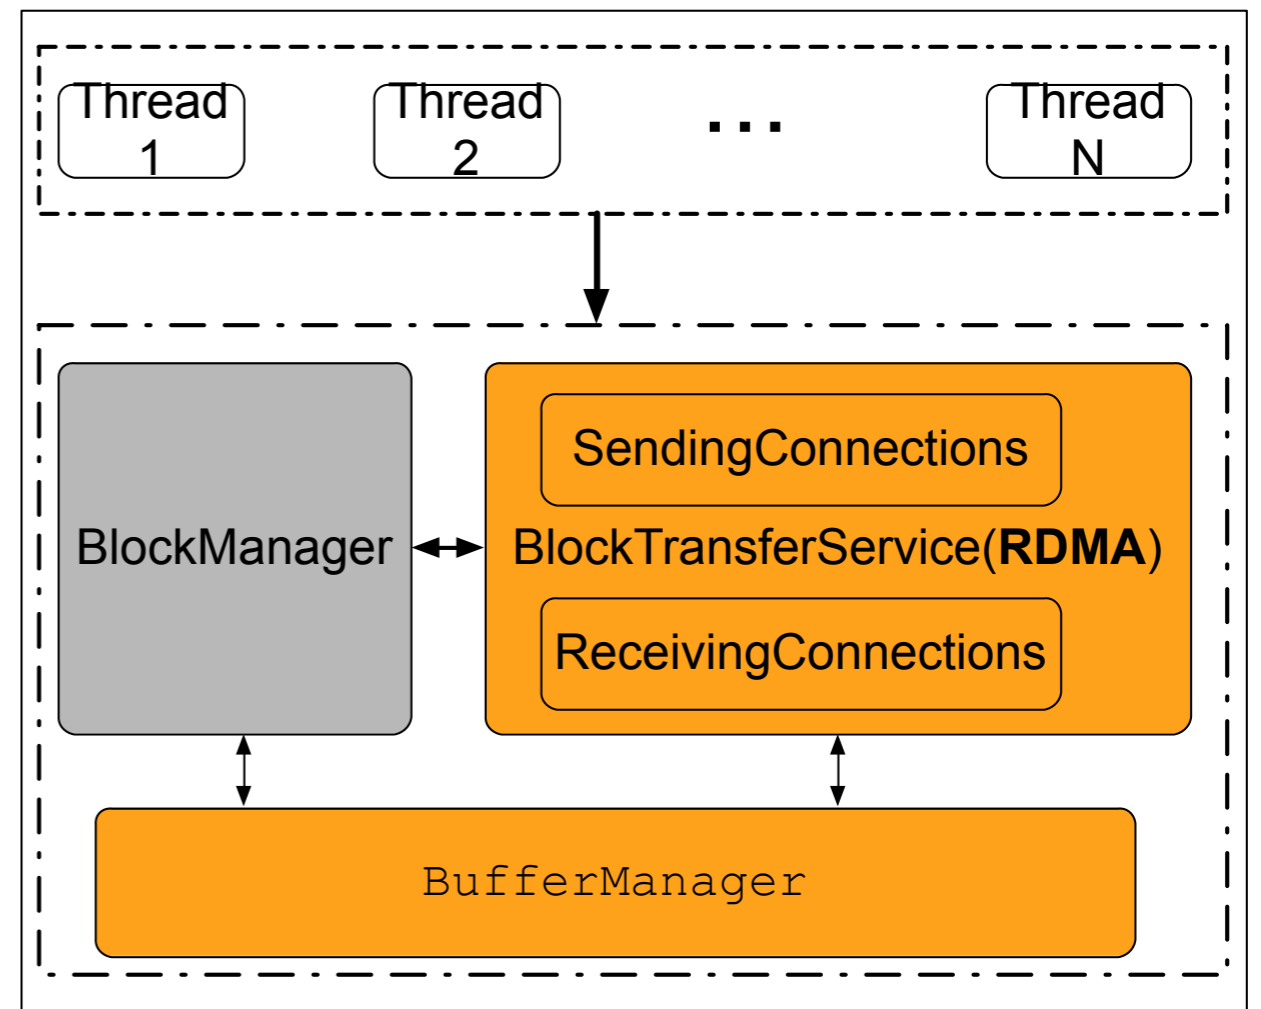 Thread
1
Thread
2
...
Thread
N
SendingConnections
BlockManager
BlockTransferService(RDMA)
ReceivingConnections
BufferManager